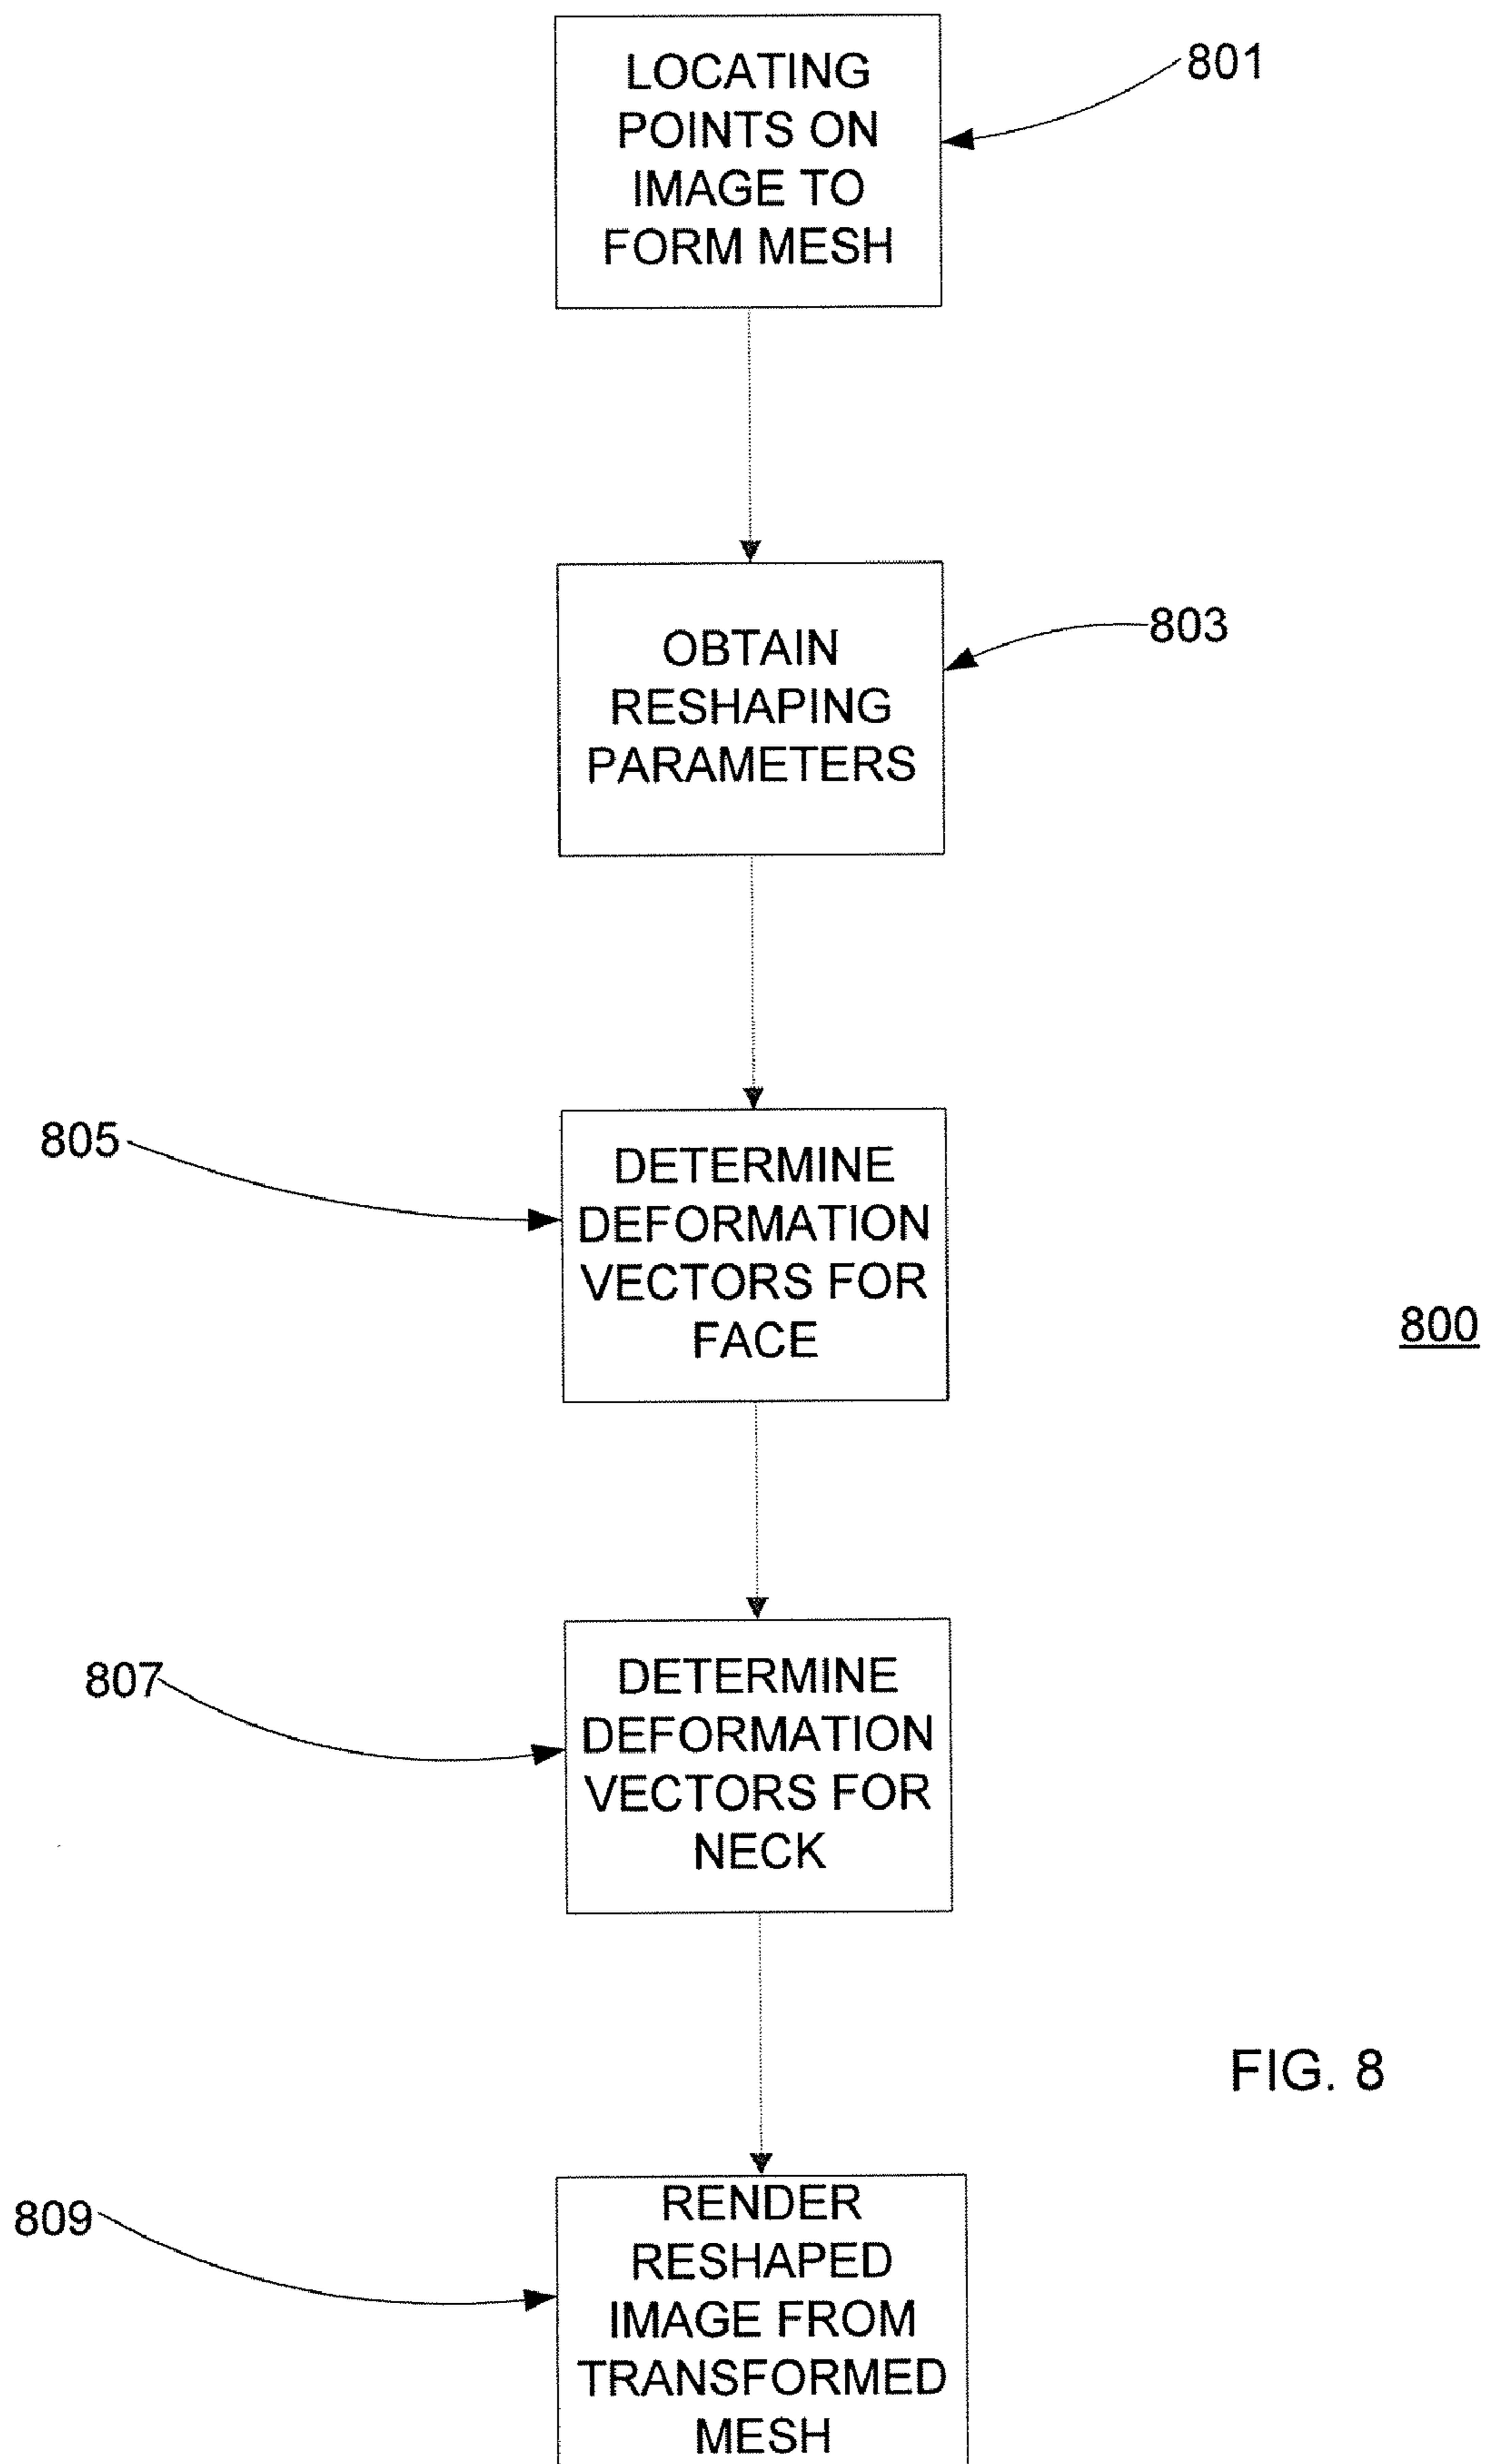 LOCATING
POINTS ON
IMAGE TO
FORM MESH
801
OBTAIN
RESHAPING
PARAMETERS
803
805
DETERMINE
DEFORMATION
VECTORS FOR
FACE
800
807
DETERMINE
DEFORMATION
VECTORS FOR
NECK
FIG. 8
809
RENDER
RESHAPED
IMAGE FROM
TRANSFORMED
MESH